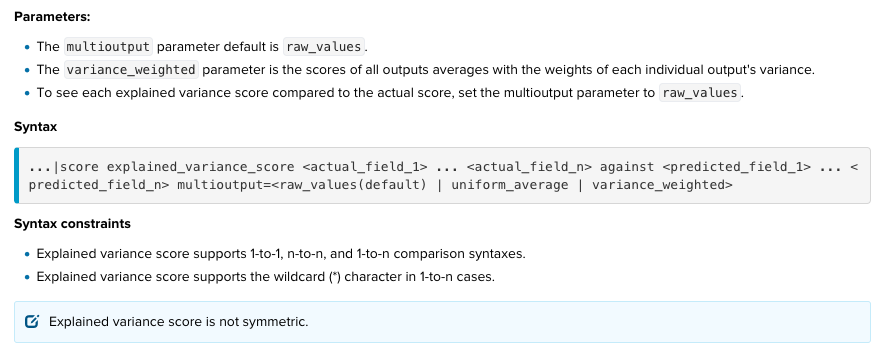 Parameters:
• The multioutput parameter default is raw_values.
• The variance_weighted parameter is the scores of all outputs averages with the weights of each individual output's variance.
• To see each explained variance score compared to the actual score, set the multioutput parameter to raw_values.
Syntax
...|score explained_variance_score <actual_field_1> ... <actual_field_n> against <predicted_field_1> ... <
predicted_field_n> multioutput=<raw_values(default) | uniform_average | variance_weighted>
Syntax constraints
• Explained variance score supports 1-to-1, n-to-n, and 1-to-n comparison syntaxes.
• Explained variance score supports the wildcard (*) character in 1-to-n cases.
Explained variance score is not symmetric.